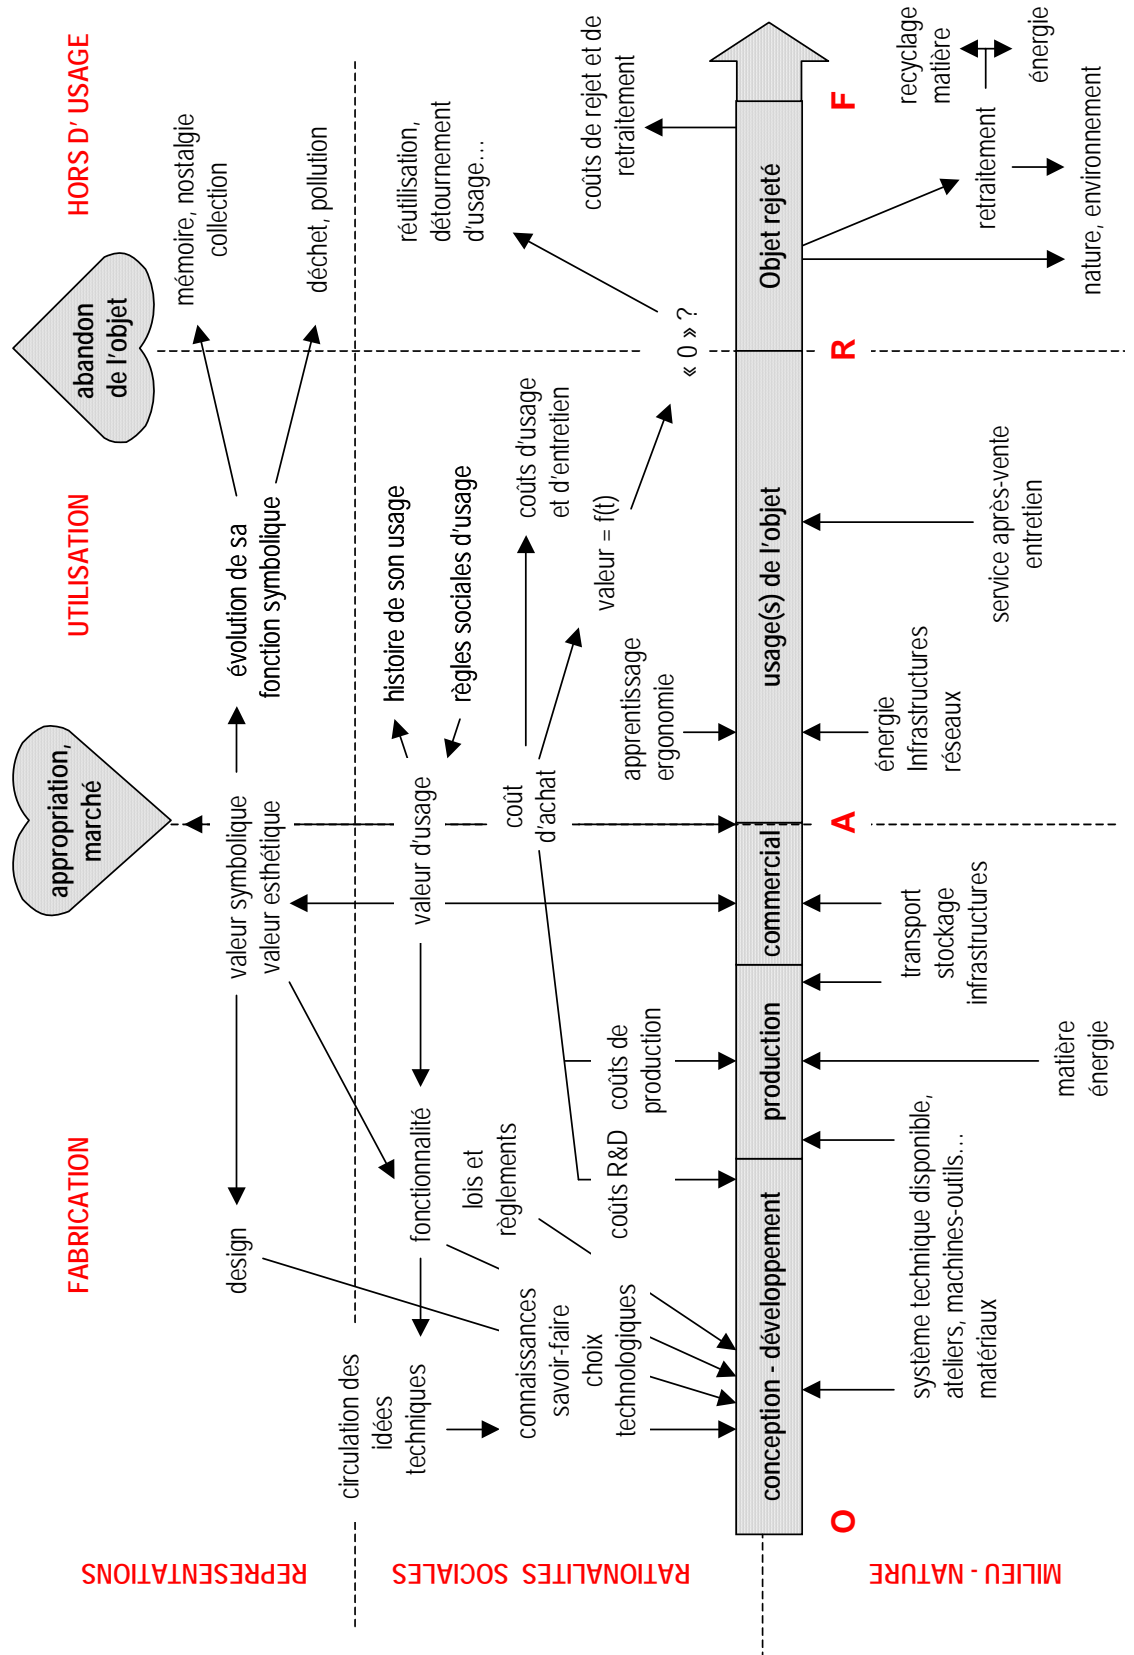 FABRICATION
UTILISATION
HORS D' USAGE
REPRESENTATIONS
RATIONALITES SOCIALES
MILIEU - NATURE
appropriation,
marché
abandon
de l'objet
design
valeur symbolique
valeur esthétique
évolution de sa
fonction symbolique
mémoire, nostalgie
collection
déchet, pollution
circulation des
idées
techniques
fonctionnalité
valeur d'usage
histoire de son usage
règles sociales d'usage
réutilisation,
détournement
d'usage...
lois et
règlements
connaissances
savoir-faire
choix
technologiques
coûts R&D
coûts de
production
coût
d'achat
coûts d'usage
et d'entretien
valeur = f(t)
« 0 » ?
apprentissage
ergonomie
coûts de rejet et de
retraitement
conception - développement
production
commercial
usage(s) de l'objet
Objet rejeté
O
A
R
F
système technique disponible,
ateliers, machines-outils...
matériaux
matière
énergie
transport
stockage
infrastructures
énergie
Infrastructures
réseaux
service après-vente
entretien
retraitement
recyclage
matière
énergie
nature, environnement